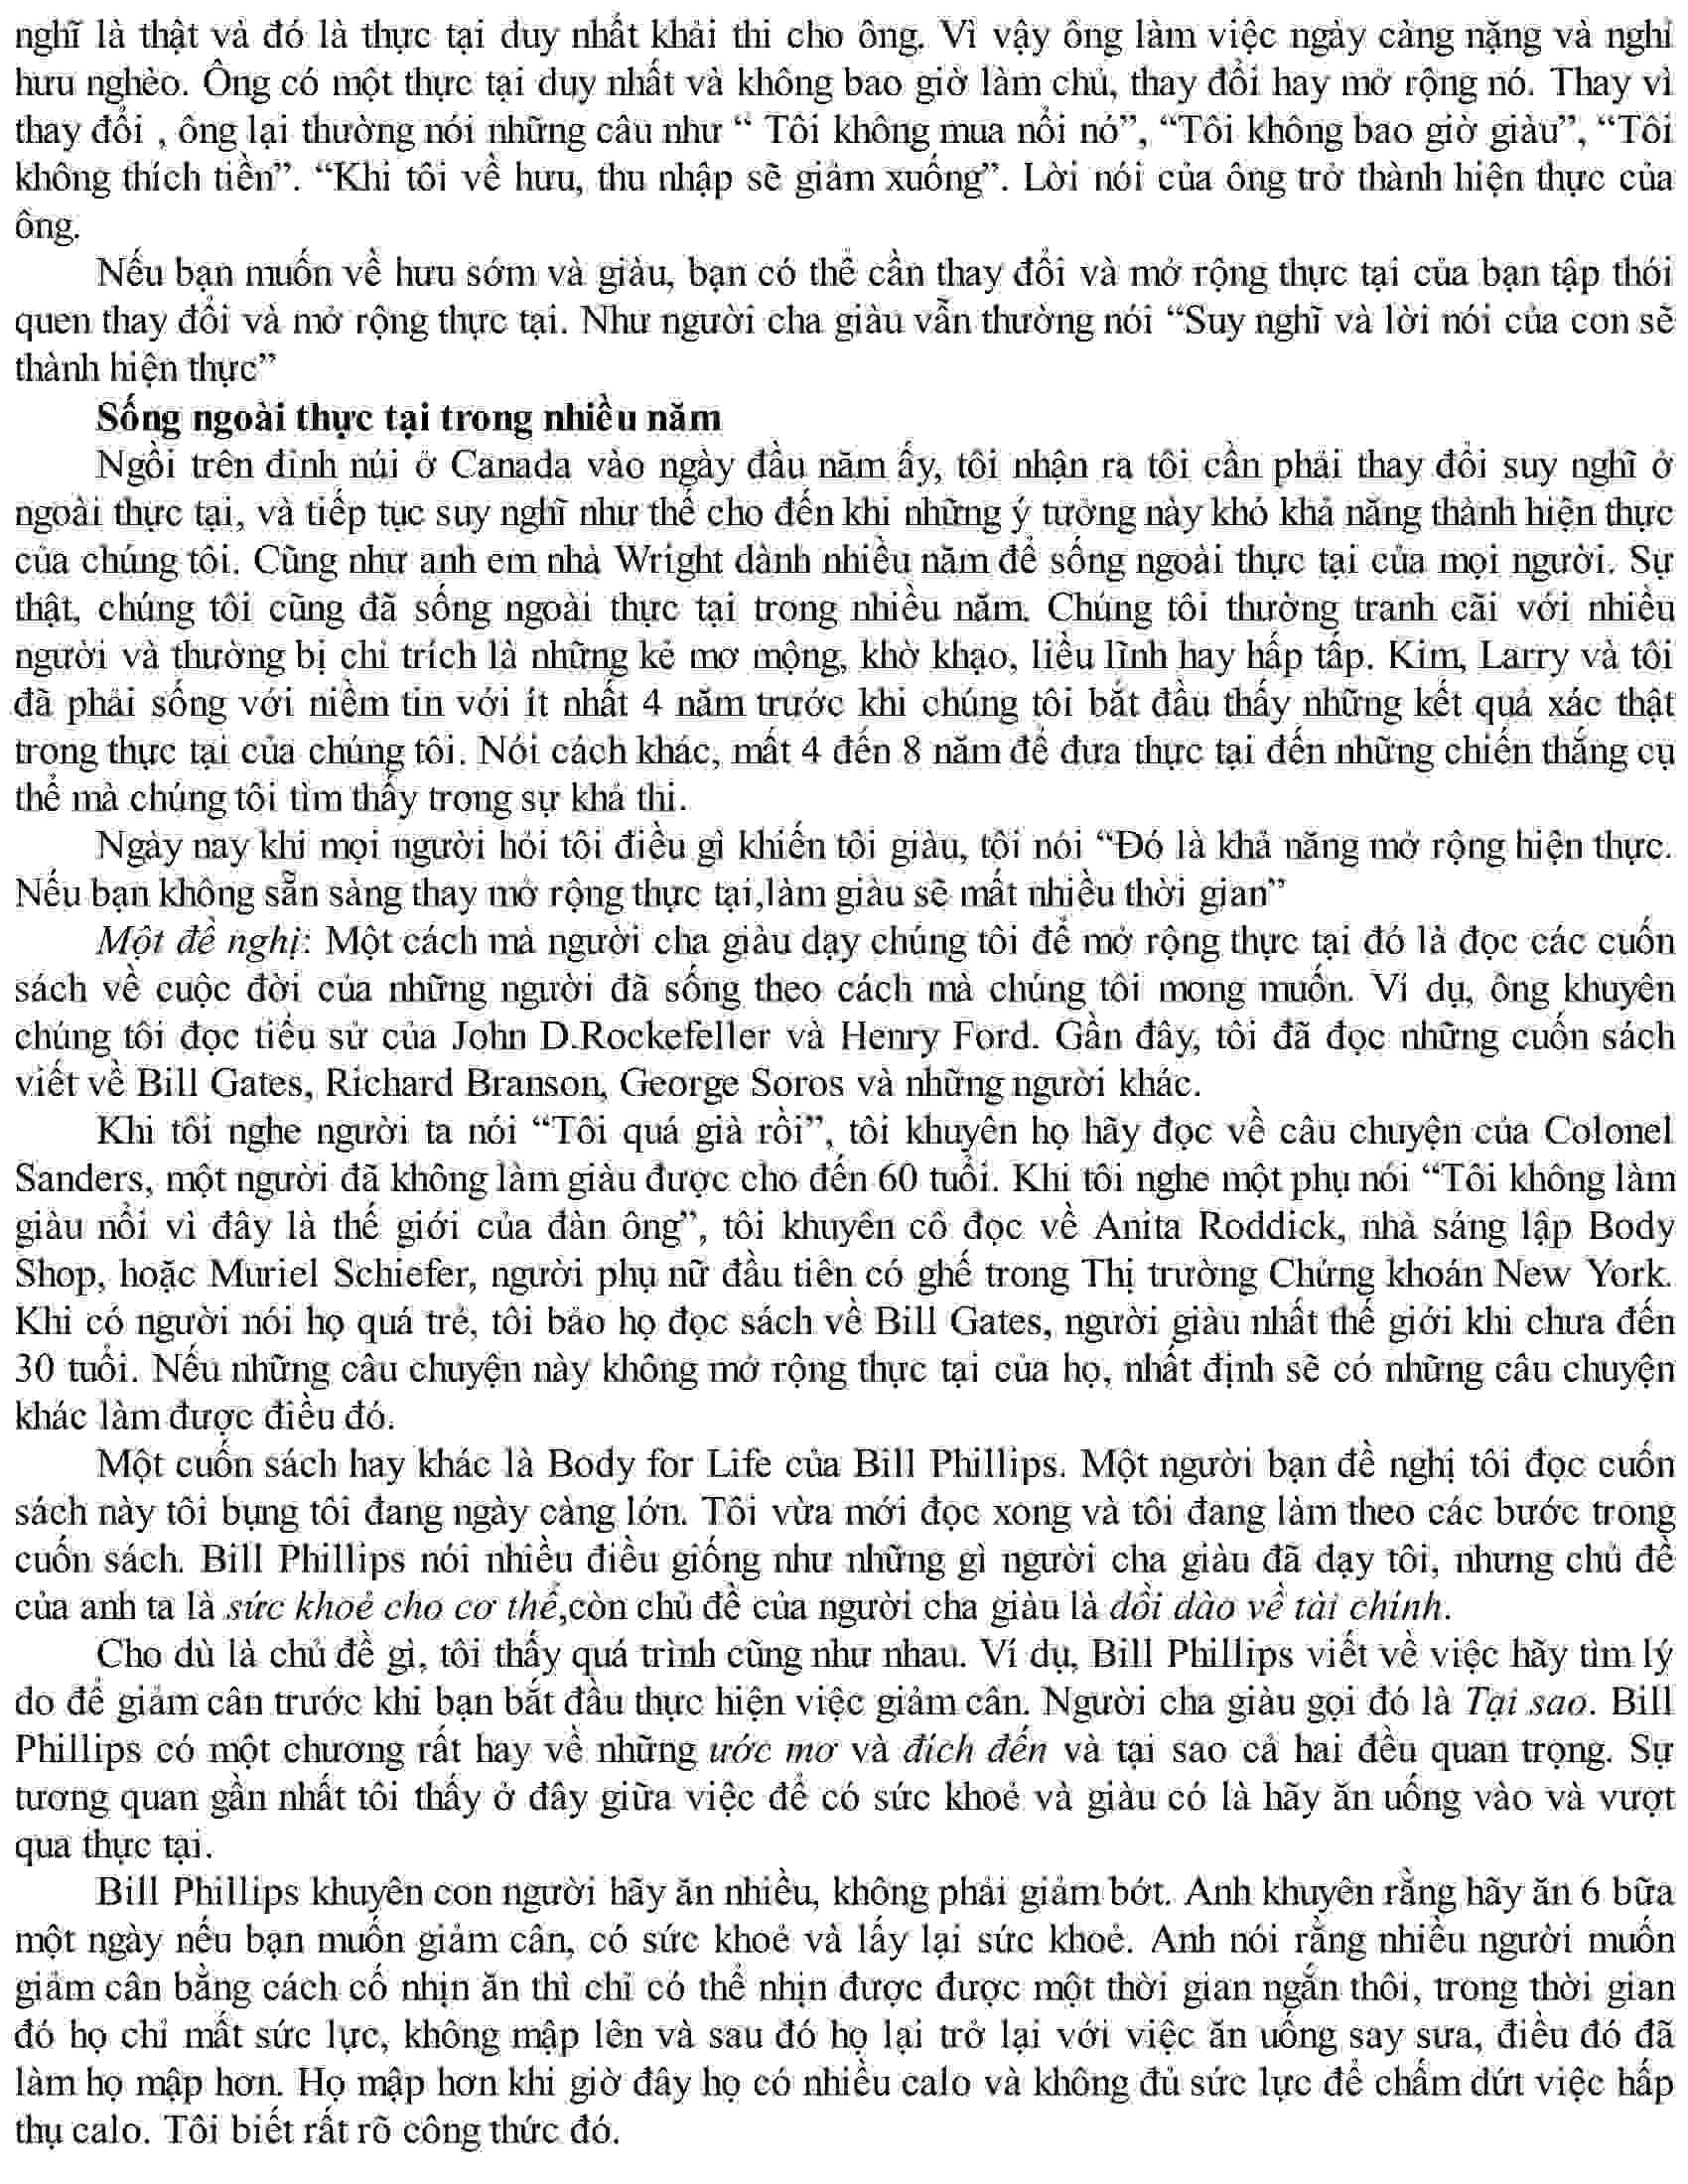 nghĩ là thật và đó là thực tại duy nhất khải thi cho ông. Vì vậy ông làm việc ngày càng nặng và nghỉ
hưu nghèo. Ông có một thực tại duy nhất và không bao giờ làm chủ, thay đổi hay mở rộng nó. Thay vì
thay đổi , ông lại thường nói những câu như “ Tôi không mua nổi nó”, “Tôi không bao giờ giàu”, “Tôi
không thích tiền”. “Khi tôi về hưu, thu nhập sẽ giảm xuống”. Lời nói của ông trở thành hiện thực của
ông.
Nếu bạn muốn về hưu sớm và giàu, bạn có thể cần thay đổi và mở rộng thực tại của bạn tập thói
quen thay đổi và mở rộng thực tại. Như người cha giàu vẫn thường nói “Suy nghĩ và lời nói của con sẽ
thành hiện thực”
Sống ngoài thực tại trong nhiều năm
Ngồi trên đỉnh núi ở Canada vào ngày đầu năm ấy, tôi nhận ra tôi cần phải thay đổi suy nghĩ ở
ngoài thực tại, và tiếp tục suy nghĩ như thế cho đến khi những ý tưởng này khó khả năng thành hiện thực
của chúng tôi. Cũng như anh em nhà Wright dành nhiều năm để sống ngoài thực tại của mọi người. Sự
thật, chúng tôi cũng đã sống ngoài thực tại trong nhiều năm. Chúng tôi thường tranh cãi với nhiều
người và thường bị chỉ trích là những kẻ mơ mộng, khờ khạo, liều lĩnh hay hấp tấp. Kim, Larry và tôi
đã phải sống với niềm tin với ít nhất 4 năm trước khi chúng tôi bắt đầu thấy những kết quả xác thật
trong thực tại của chúng tôi. Nói cách khác, mất 4 đến 8 năm để đưa thực tại đến những chiến thắng cụ
thể mà chúng tôi tìm thấy trong sự khả thi.
Ngày nay khi mọi người hỏi tôi điều gì khiến tôi giàu, tôi nói “Đó là khả năng mở rộng hiện thực.
Nếu bạn không sẵn sàng thay mở rộng thực tại,làm giàu sẽ mất nhiều thời gian”
Một đề nghị: Một cách mà người cha giàu dạy chúng tôi để mở rộng thực tại đó là đọc các cuốn
sách về cuộc đời của những người đã sống theo cách mà chúng tôi mong muốn. Ví dụ, ông khuyên
chúng tôi đọc tiểu sử của John D.Rockefeller và Henry Ford. Gần đây, tôi đã đọc những cuốn sách
viết về Bill Gates, Richard Branson, George Soros và những người khác.
Khi tôi nghe người ta nói “Tôi quá già rồi”, tôi khuyên họ hãy đọc về câu chuyện của Colonel
Sanders, một người đã không làm giàu được cho đến 60 tuổi. Khi tôi nghe một phụ nói “Tôi không làm
giàu nổi vì đây là thế giới của đàn ông”, tôi khuyên cô đọc về Anita Roddick, nhà sáng lập Body
Shop, hoặc Muriel Schiefer, người phụ nữ đầu tiên có ghế trong Thị trường Chứng khoán New York.
Khi có người nói họ quá trẻ, tôi bảo họ đọc sách về Bill Gates, người giàu nhất thế giới khi chưa đến
30 tuổi. Nếu những câu chuyện này không mở rộng thực tại của họ, nhất định sẽ có những câu chuyện
khác làm được điều đó.
Một cuốn sách hay khác là Body for Life của Bill Phillips. Một người bạn đề nghị tôi đọc cuốn
sách này tôi bụng tôi đang ngày càng lớn. Tôi vừa mới đọc xong và tôi đang làm theo các bước trong
cuốn sách. Bill Phillips nói nhiều điều giống như những gì người cha giàu đã dạy tôi, nhưng chủ đề
của anh ta là sức khoẻ cho cơ thể,còn chủ đề của người cha giàu là dồi dào về tài chính.
Cho dù là chủ đề gì, tôi thấy quá trình cũng như nhau. Ví dụ, Bill Phillips viết về việc hãy tìm lý
do để giảm cân trước khi bạn bắt đầu thực hiện việc giảm cân. Người cha giàu gọi đó là Tại sao. Bill
Phillips có một chương rất hay về những ước mơ và đích đến và tại sao cả hai đều quan trọng. Sự
tương quan gần nhất tôi thấy ở đây giữa việc để có sức khoẻ và giàu có là hãy ăn uống vào và vượt
qua thực tại.
Bill Phillips khuyên con người hãy ăn nhiều, không phải giảm bớt. Anh khuyên rằng hãy ăn 6 bữa
một ngày nếu bạn muốn giảm cân, có sức khoẻ và lấy lại sức khoẻ. Anh nói rằng nhiều người muốn
giảm cân bằng cách cố nhịn ăn thì chỉ có thể nhịn được được một thời gian ngắn thôi, trong thời gian
đó họ chỉ mất sức lực, không mập lên và sau đó họ lại trở lại với việc ăn uống say sưa, điều đó đã
làm họ mập hơn. Họ mập hơn khi giờ đây họ có nhiều calo và không đủ sức lực để chấm dứt việc hấp
thụ calo. Tôi biết rất rõ công thức đó.